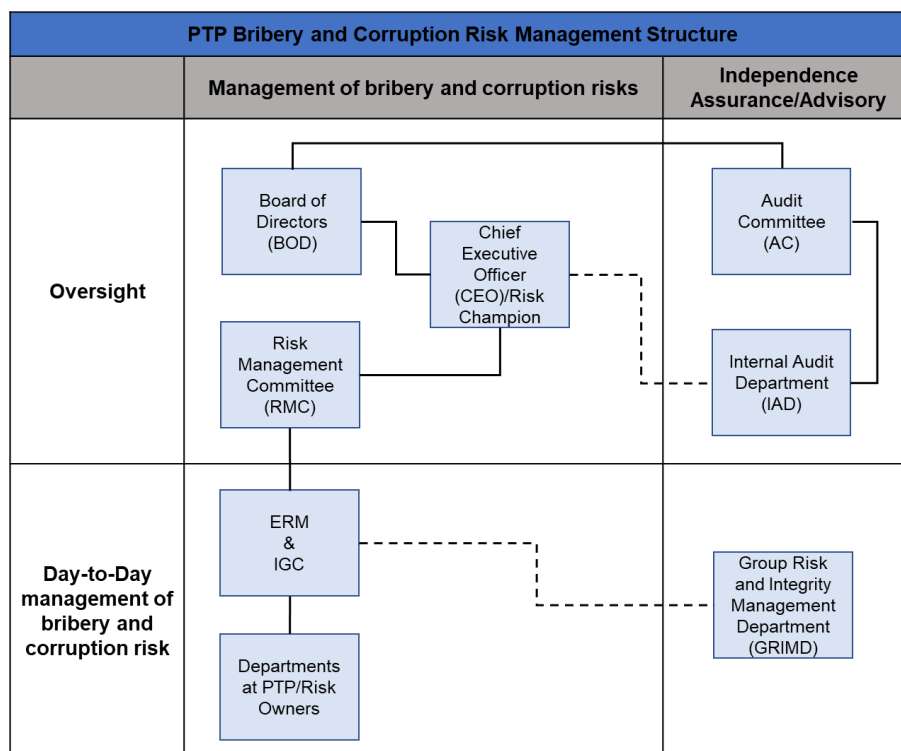 PTP Bribery and Corruption Risk Management Structure
Management of bribery and corruption risks
Independence
Assurance/Advisory
Oversight
Board of
Directors
(BOD)
Chief
Executive
Officer
(CEO)/Risk
Champion
Audit
Committee
(AC)
Risk
Management
Committee
(RMC)
Internal Audit
Department
(IAD)
Day-to-Day
management of
bribery and
corruption risk
ERM
&
IGC
Group Risk
and Integrity
Management
Department
(GRIMD)
Departments
at PTP/Risk
Owners